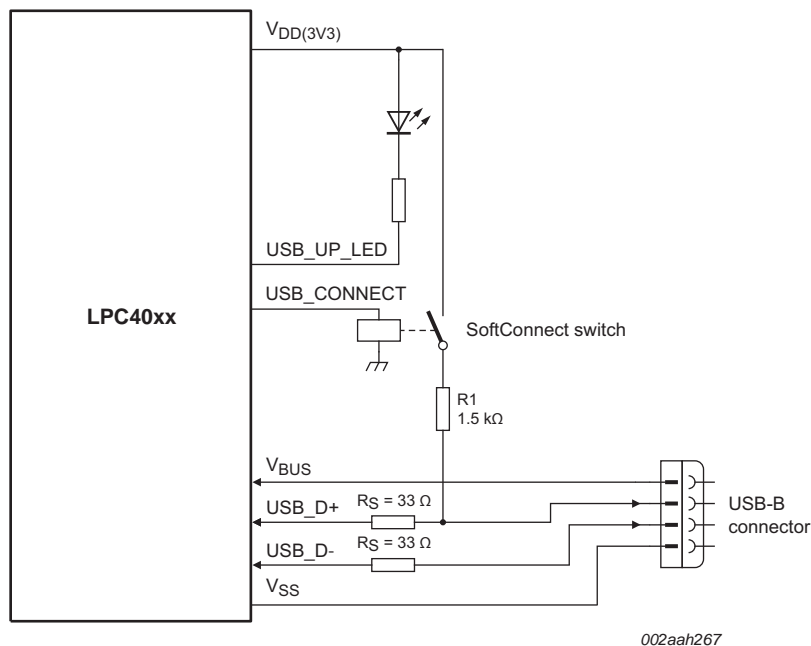 VDD(3V3)
USB_UP_LED
USB_CONNECT
LPC40xx
SoftConnect switch
R1
1.5 kΩ
VBUS
USB_D+
RS = 33 Ω
USB-B
connector
USB_D-
RS = 33 Ω
VSS
002aah267